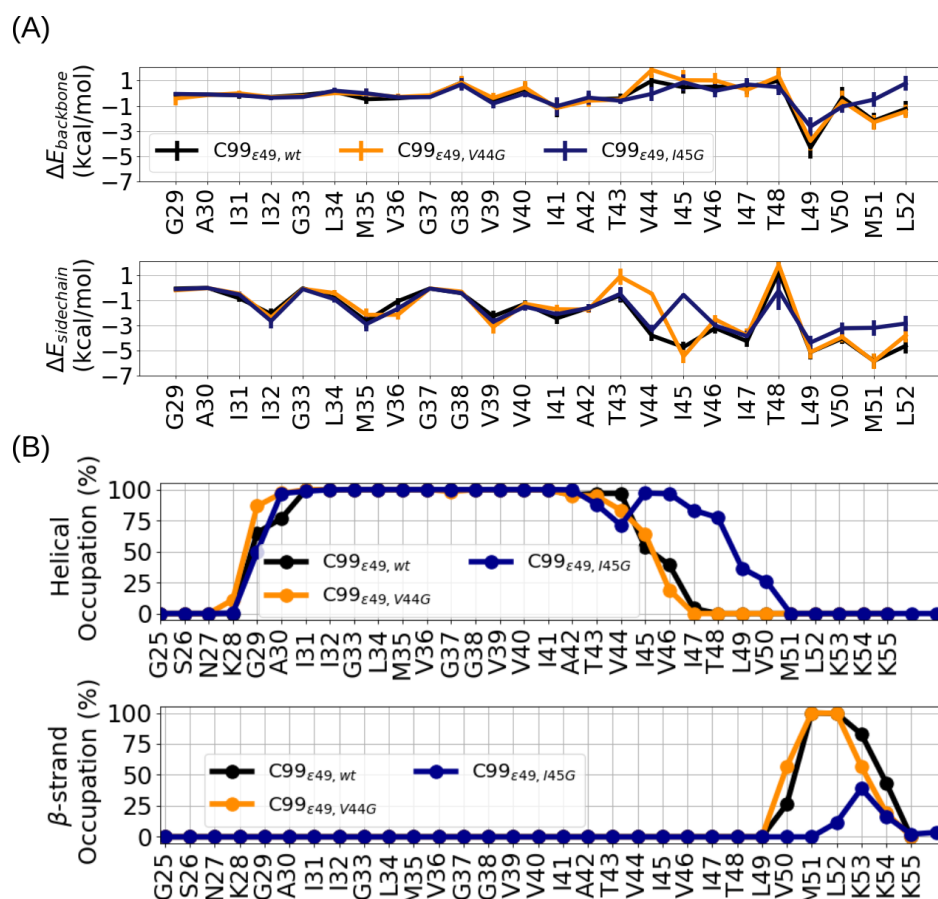 (A)
ΔE_backbone
(kcal/mol)
1
−1
−3
−5
−7
C99_ε49, wt C99_ε49, V44G C99_ε49, I45G
G29 A30 I31 I32 G33 L34 M35 V36 G37 G38 V39 V40 I41 A42 T43 V44 I45 V46 I47 T48 L49 V50 M51 L52
ΔE_sidechain
(kcal/mol)
1
−1
−3
−5
−7
G29 A30 I31 I32 G33 L34 M35 V36 G37 G38 V39 V40 I41 A42 T43 V44 I45 V46 I47 T48 L49 V50 M51 L52
(B)
Helical
Occupation (%)
100
75
50
25
0
C99_ε49, wt C99_ε49, I45G
C99_ε49, V44G
G25 S26 N27 K28 G29 A30 I31 I32 G33 L34 M35 V36 G37 G38 V39 V40 I41 A42 T43 V44 I45 V46 I47 T48 L49 V50 M51 L52 K53 K54 K55
β-strand
Occupation (%)
100
75
50
25
0
C99_ε49, wt C99_ε49, I45G
C99_ε49, V44G
G25 S26 N27 K28 G29 A30 I31 I32 G33 L34 M35 V36 G37 G38 V39 V40 I41 A42 T43 V44 I45 V46 I47 T48 L49 V50 M51 L52 K53 K54 K55